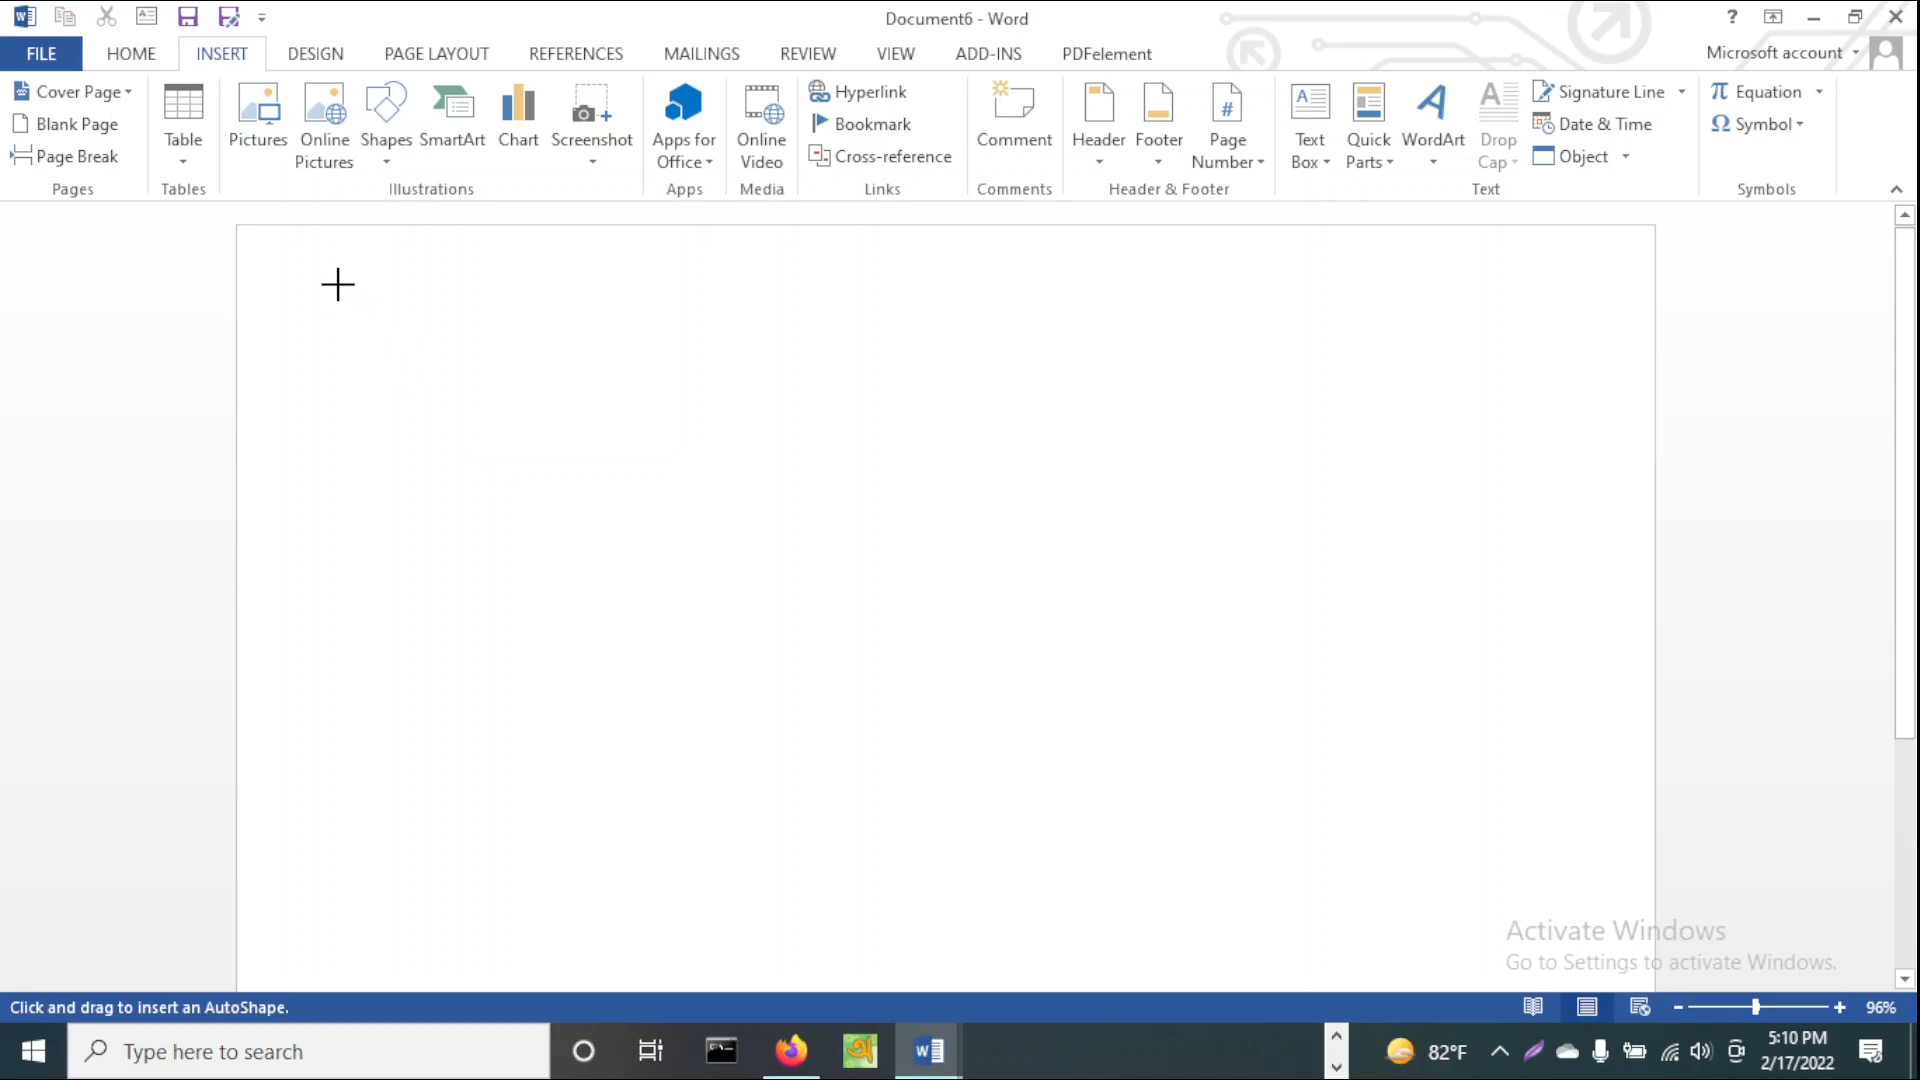 Document6 - Word
FILE HOME INSERT DESIGN PAGE LAYOUT REFERENCES MAILINGS REVIEW VIEW ADD-INS PDFelement Microsoft account
Cover Page
Blank Page
Page Break
Pages
Table
Tables
Pictures
Online Pictures
Shapes
SmartArt
Chart
Screenshot
Illustrations
Apps for Office
Apps
Online Video
Media
Hyperlink
Bookmark
Cross-reference
Links
Comment
Comments
Header
Footer
Page Number
Header & Footer
Text Box
Quick Parts
WordArt
Drop Cap
Signature Line
Date & Time
Object
Text
Equation
Symbol
Symbols
Activate Windows
Go to Settings to activate Windows.
Click and drag to insert an AutoShape.
96%
Type here to search
82°F
5:10 PM
2/17/2022